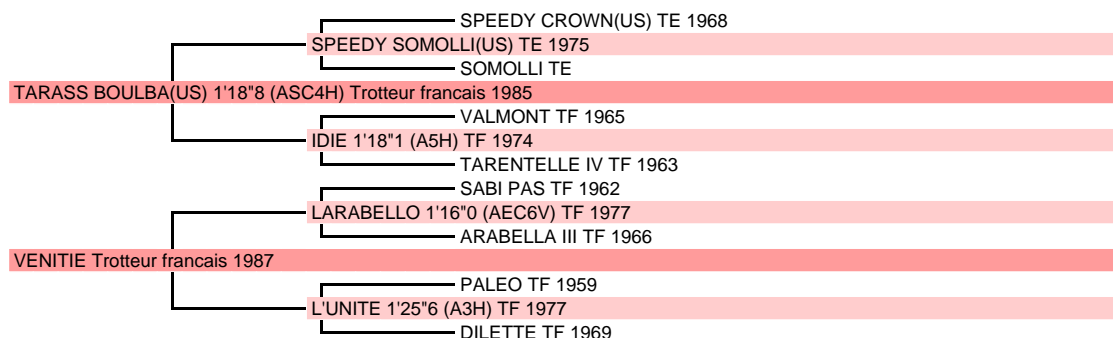 SPEEDY CROWN(US) TE 1968
SPEEDY SOMOLLI(US) TE 1975
SOMOLLI TE
TARASS BOULBA(US) 1'18"8 (ASC4H) Trotteur francais 1985
VALMONT TF 1965
IDIE 1'18"1 (A5H) TF 1974
TARENTELLE IV TF 1963
SABI PAS TF 1962
LARABELLO 1'16"0 (AEC6V) TF 1977
ARABELLA III TF 1966
VENITIE Trotteur francais 1987
PALEO TF 1959
L'UNITE 1'25"6 (A3H) TF 1977
DILETTE TF 1969